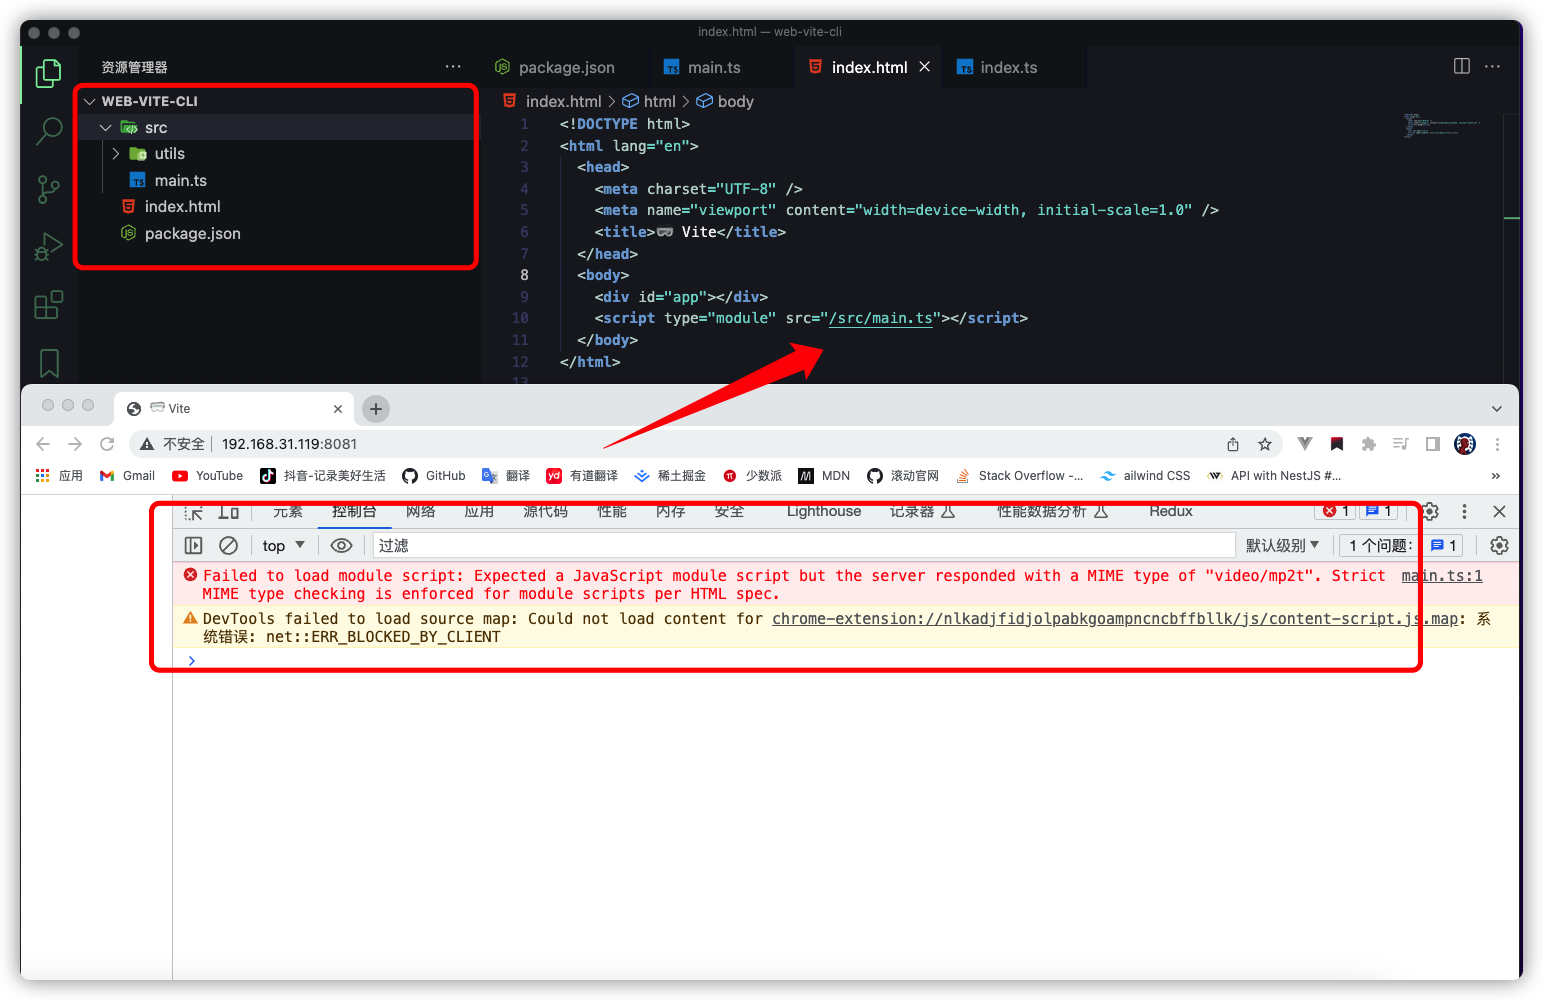 index.html — web-vite-cli
资源管理器 ···
package.json
main.ts
index.html
index.ts
WEB-VITE-CLI
src
utils
main.ts
index.html
package.json
index.html > html > body
1 <!DOCTYPE html>
2 <html lang="en">
3 <head>
4 <meta charset="UTF-8" />
5 <meta name="viewport" content="width=device-width, initial-scale=1.0" />
6 <title>🕶 Vite</title>
7 </head>
8 <body>
9 <div id="app"></div>
10 <script type="module" src="/src/main.ts"></script>
11 </body>
12 </html>
13
Vite
不安全 | 192.168.31.119:8081
应用 Gmail YouTube 抖音-记录美好生活 GitHub 翻译 有道翻译 稀土掘金 少数派 MDN 滚动官网 Stack Overflow -... ailwind CSS API with NestJS #... »
元素 控制台 网络 应用 源代码 性能 内存 安全 Lighthouse 记录器 性能数据分析 Redux 1 1
top 过滤 默认级别 1 个问题: 1
Failed to load module script: Expected a JavaScript module script but the server responded with a MIME type of "video/mp2t". Strict main.ts:1
MIME type checking is enforced for module scripts per HTML spec.
DevTools failed to load source map: Could not load content for chrome-extension://nlkadjfidjolpabkgoampncncbffbllk/js/content-script.js.map: 系
统错误: net::ERR_BLOCKED_BY_CLIENT